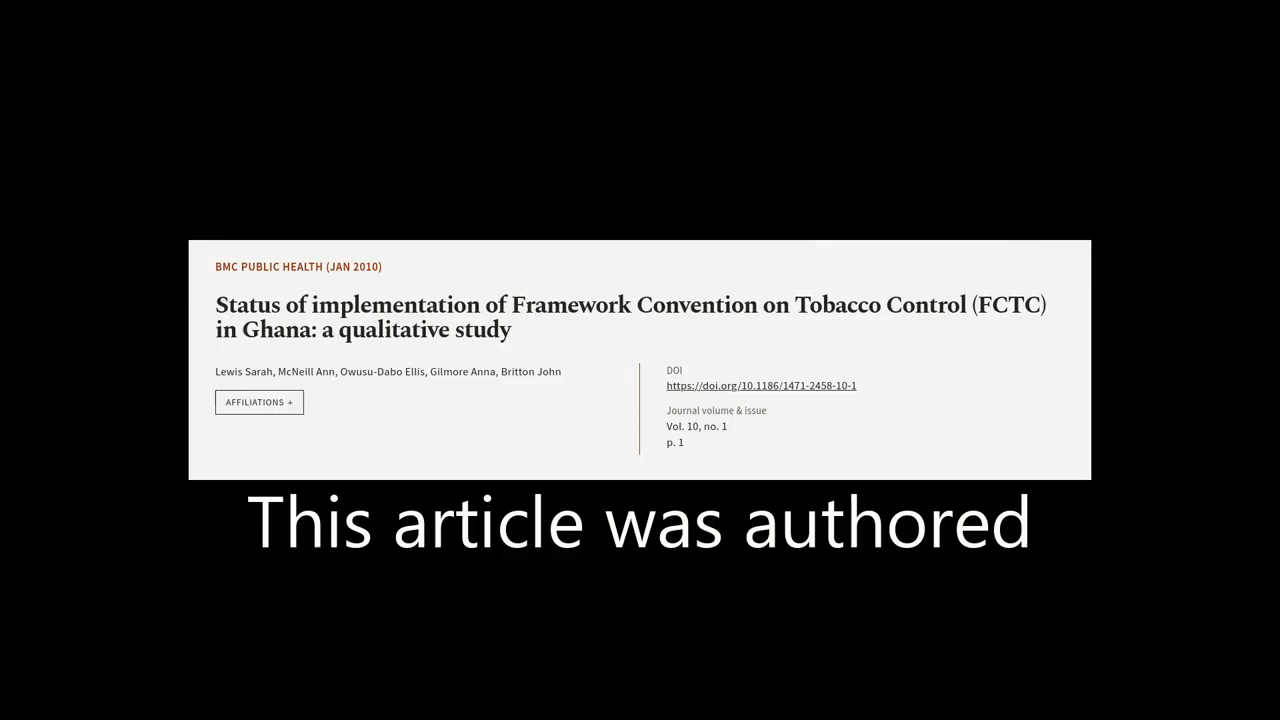 BMC PUBLIC HEALTH (JAN 2010)
Status of implementation of Framework Convention on Tobacco Control (FCTC)
in Ghana: a qualitative study
Lewis Sarah, McNeill Ann, Owusu-Dabo Ellis, Gilmore Anna, Britton John
AFFILIATIONS +
DOI
https://doi.org/10.1186/1471-2458-10-1
Journal volume & issue
Vol. 10, no. 1
p. 1
This article was authored